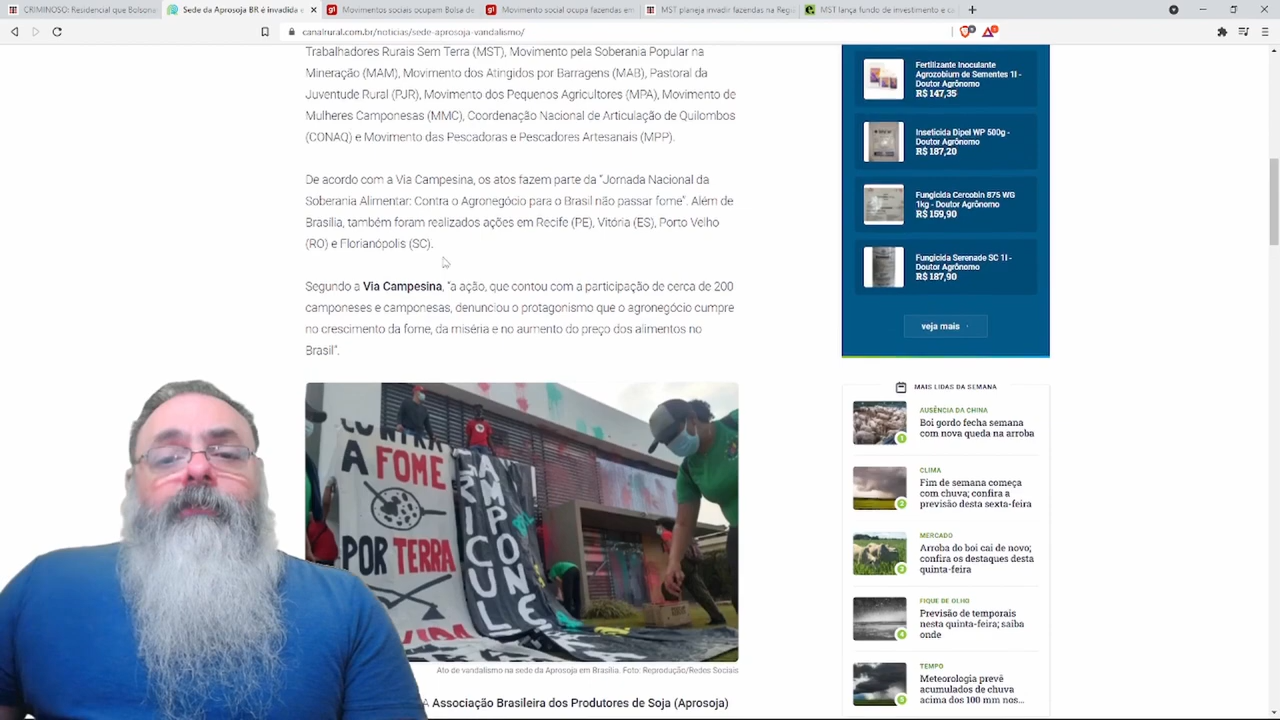 CRIMINOSO: Residencial que Bolsona
Sede da Aprosoja BR é invadida e
Movimentos sociais ocupam Bolsa de
Movimento social ocupa fazendas em
MST planeja invadir fazendas na Regi
MST lança fundo de investimento e ca
canalrural.com.br/noticias/sede-aprosoja-vandalismo/
Trabalhadores Rurais Sem Terra (MST), Movimento pela Soberania Popular na
Mineração (MAM), Movimento dos Atingidos por Barragens (MAB), Pastoral da
Juventude Rural (PJR), Movimento dos Pequenos Agricultores (MPA), Movimento de
Mulheres Camponesas (MMC), Coordenação Nacional de Articulação de Quilombos
(CONAQ) e Movimento das Pescadoras e Pescadores Artesanais (MPP).
De acordo com a Via Campesina, os atos fazem parte da "Jornada Nacional da
Soberania Alimentar: Contra o Agronegócio para o Brasil não passar fome". Além de
Brasília, também foram realizados ações em Recife (PE), Vitória (ES), Porto Velho
(RO) e Florianópolis (SC).
Segundo a Via Campesina, "a ação, que contou com a participação de cerca de 200
camponeses e camponesas, denunciou o protagonismo que o agronegócio cumpre
no crescimento da fome, da miséria e no aumento do preço dos alimentos no
Brasil".
A FOME
POR TERRA
VIDA
Ato de vandalismo na sede da Aprosoja em Brasília. Foto: Reprodução/Redes Sociais
A Associação Brasileira dos Produtores de Soja (Aprosoja)
Fertilizante Inoculante
Agrozobium de Sementes 1l -
Doutor Agrônomo
R$ 147,35
Inseticida Dipel WP 500g -
Doutor Agrônomo
R$ 187,20
Fungicida Cercobin 875 WG
1kg - Doutor Agrônomo
R$ 159,90
Fungicida Serenade SC 1l -
Doutor Agrônomo
R$ 187,90
veja mais
MAIS LIDAS DA SEMANA
AUSÊNCIA DA CHINA
Boi gordo fecha semana
com nova queda na arroba
1
CLIMA
Fim de semana começa
com chuva; confira a
previsão desta sexta-feira
2
MERCADO
Arroba do boi cai de novo;
confira os destaques desta
quinta-feira
3
FIQUE DE OLHO
Previsão de temporais
nesta quinta-feira; saiba
onde
4
TEMPO
Meteorologia prevê
acumulados de chuva
acima dos 100 mm nos...
5